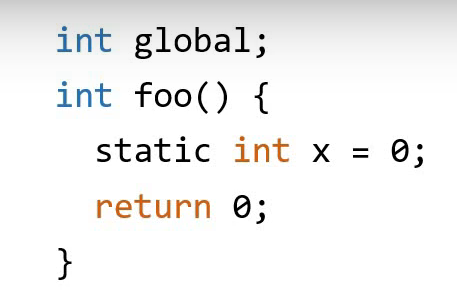 int global;
int foo() {
static int x = 0;
return 0;
}